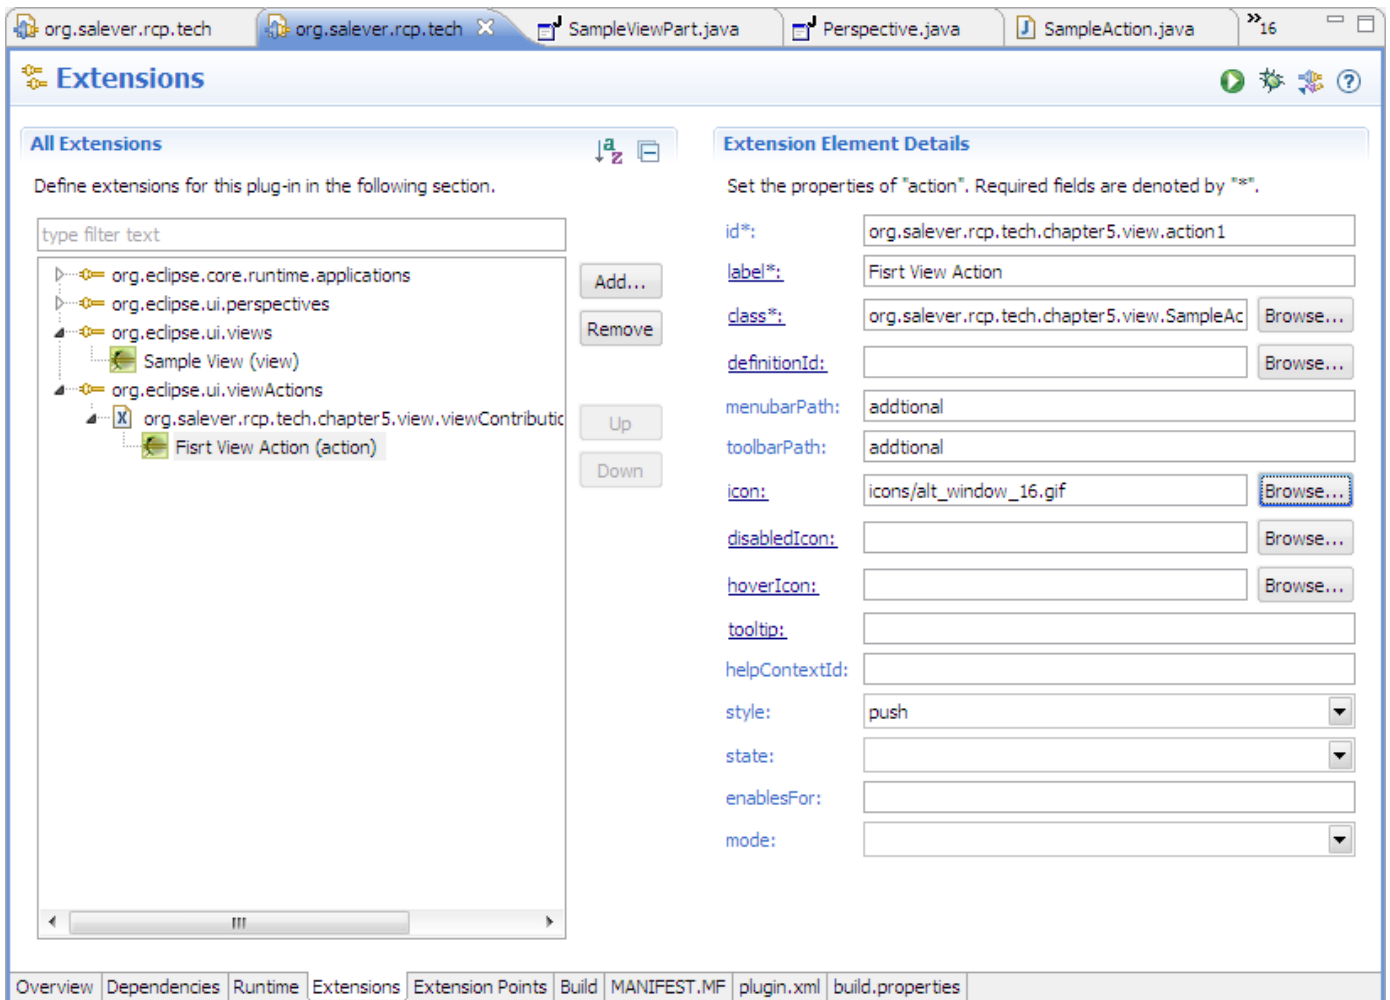 org.salever.rcp.tech org.salever.rcp.tech SampleViewPart.java Perspective.java SampleAction.java »16
Extensions
All Extensions
Define extensions for this plug-in in the following section.
type filter text
org.eclipse.core.runtime.applications
org.eclipse.ui.perspectives
org.eclipse.ui.views
Sample View (view)
org.eclipse.ui.viewActions
org.salever.rcp.tech.chapter5.view.viewContributic
Fisrt View Action (action)
Add...
Remove
Up
Down
Extension Element Details
Set the properties of "action". Required fields are denoted by "*".
id*: org.salever.rcp.tech.chapter5.view.action1
label*: Fisrt View Action
class*: org.salever.rcp.tech.chapter5.view.SampleAc Browse...
definitionId: Browse...
menubarPath: addtional
toolbarPath: addtional
icon: icons/alt_window_16.gif Browse...
disabledIcon: Browse...
hoverIcon: Browse...
tooltip:
helpContextId:
style: push
state:
enablesFor:
mode:
Overview Dependencies Runtime Extensions Extension Points Build MANIFEST.MF plugin.xml build.properties